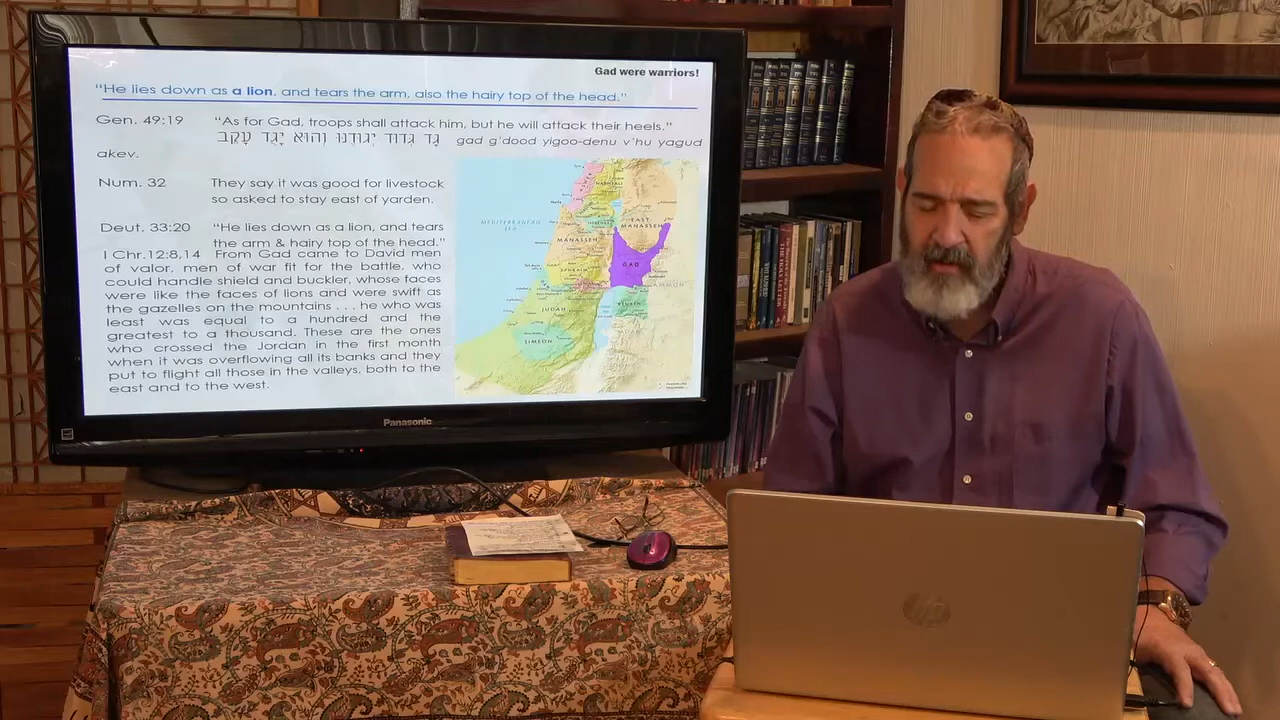 Gad were warriors!
"He lies down as a lion, and tears the arm, also the hairy top of the head."
Gen. 49:19 "As for Gad, troops shall attack him, but he will attack their heels."
גָּד גְּדוּד יְגוּדֶנּוּ וְהוּא יָגֻד עָקֵב gad g'dood yigoo-denu v'hu yagud
akev.
Num. 32 They say it was good for livestock
so asked to stay east of yarden.
Deut. 33:20 "He lies down as a lion, and tears
the arm & hairy top of the head."
I Chr.12:8,14 From Gad came to David men
of valor, men of war fit for the battle, who
could handle shield and buckler, whose faces
were like the faces of lions and were swift as
the gazelles on the mountains ... he who was
least was equal to a hundred and the
greatest to a thousand. These are the ones
who crossed the Jordan in the first month
when it was overflowing all its banks and they
put to flight all those in the valleys, both to the
east and to the west.
NAPHTALI
MEDITERRANEAN
SEA
EAST
MANASSEH
MANASSEH
GAD
EPHRAIM
AMMON
REUBEN
JUDAH
SIMEON
Panasonic
hp